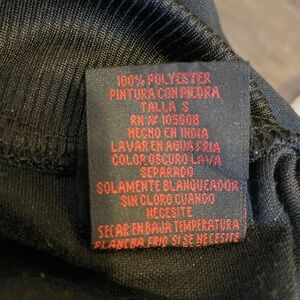 100% POLYESTER
PINTURA CON PIEDRA
TALLA S
RN# 105808
HECHO EN INDIA
LAVAR EN AGUA FRIA
COLOR OSCURO LAVA
SEPARADO
SOLAMENTE BLANQUEADOR
SIN CLORO CUANDO
NECESITE
SECAR EN BAJA TEMPERATURA
PLANCHA FRIO SI SE NECESITE